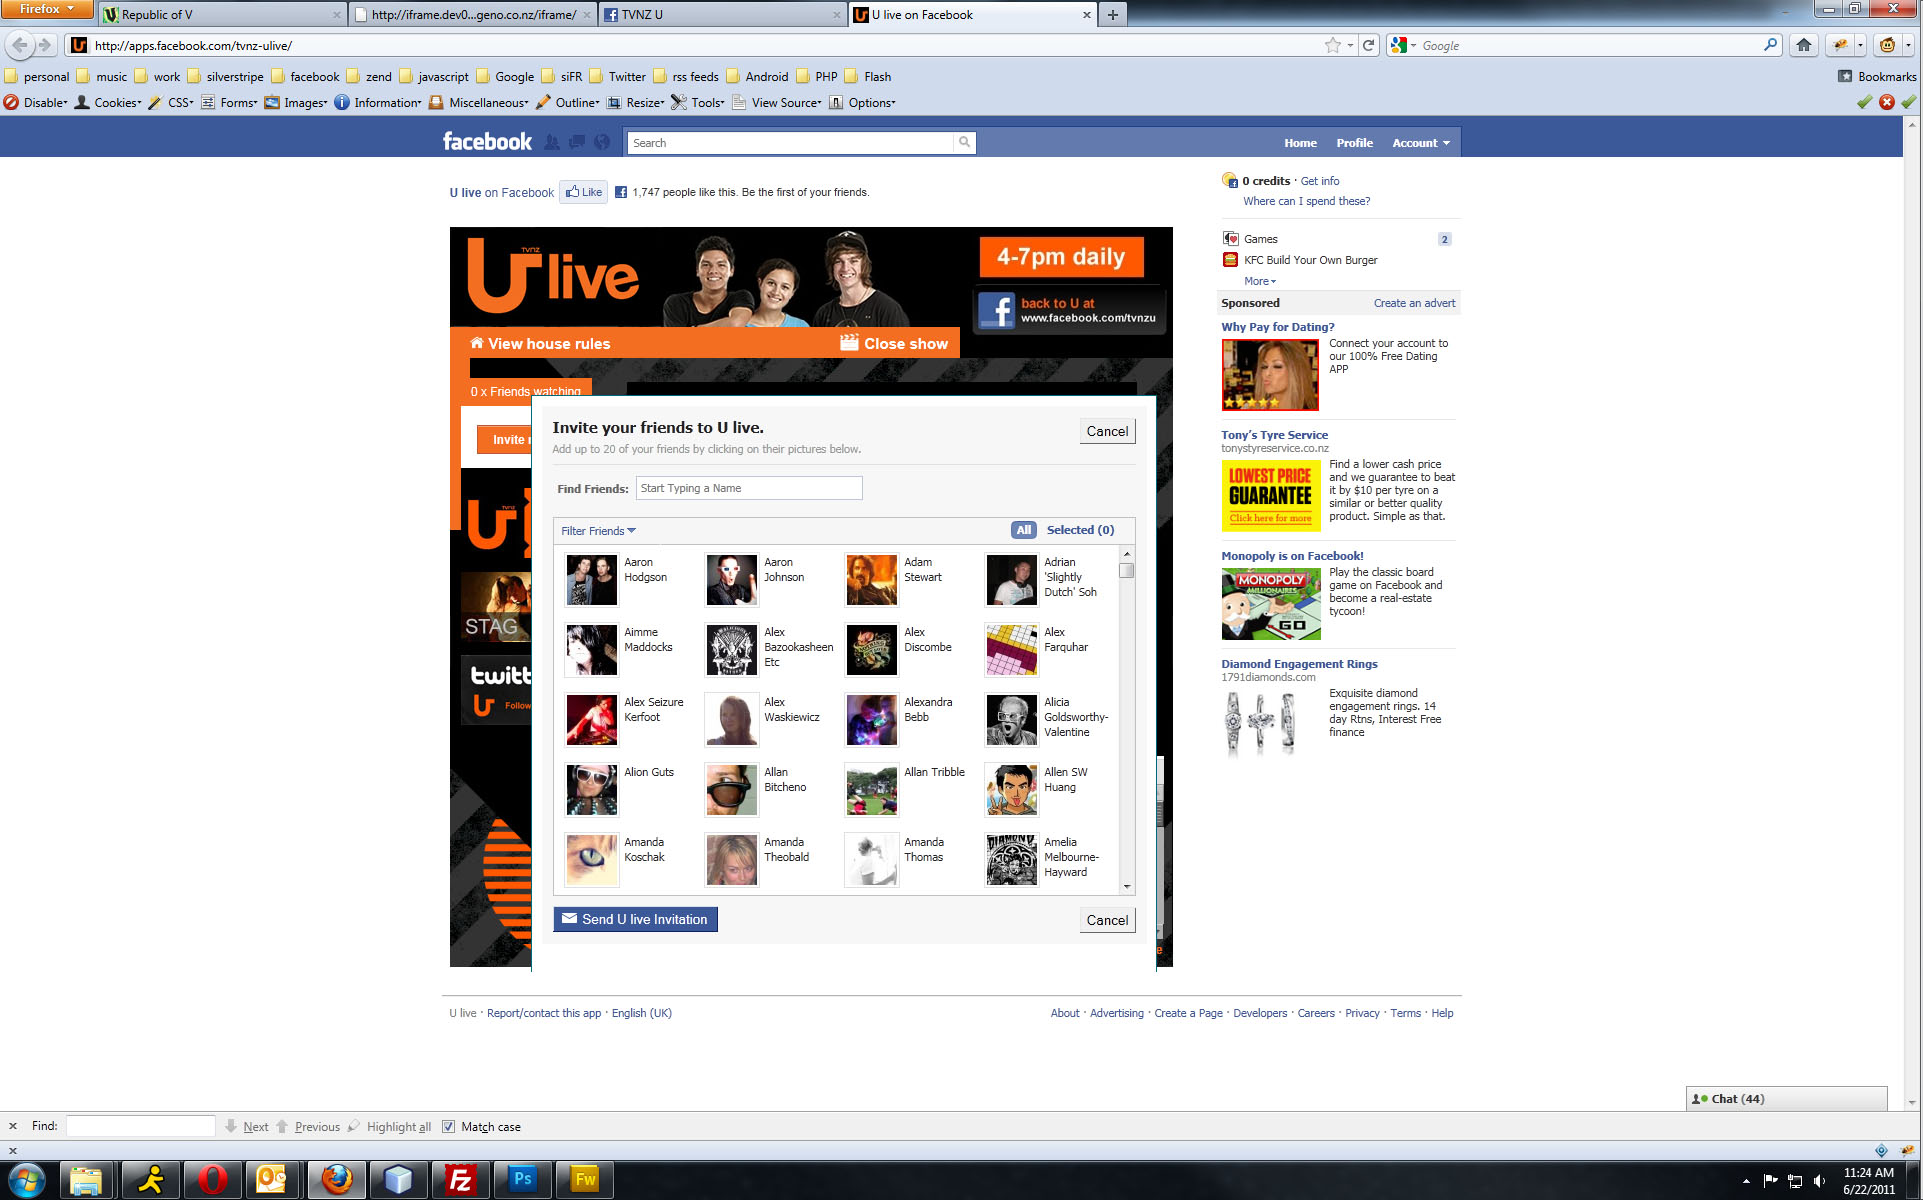 Firefox
Republic of V
http://iframe.dev0...geno.co.nz/iframe/
TVNZ U
U live on Facebook
http://apps.facebook.com/tvnz-ulive/
Google
personal music work silverstripe facebook zend javascript Google siFR Twitter rss feeds Android PHP Flash
Bookmarks
Disable Cookies CSS Forms Images Information Miscellaneous Outline Resize Tools View Source Options
facebook
Search
Home Profile Account
U live on Facebook
Like
1,747 people like this. Be the first of your friends.
TVNZ
U live
4-7pm daily
back to U at
www.facebook.com/tvnzu
View house rules
Close show
0 x Friends watching
Invite
STAG
twitt
Follow
Invite your friends to U live.
Cancel
Add up to 20 of your friends by clicking on their pictures below.
Find Friends:
Start Typing a Name
Filter Friends
All
Selected (0)
Aaron
Hodgson
Aaron
Johnson
Adam
Stewart
Adrian
'Slightly
Dutch' Soh
Aimme
Maddocks
Alex
Bazookasheen
Etc
Alex
Discombe
Alex
Farquhar
Alex Seizure
Kerfoot
Alex
Waskiewicz
Alexandra
Bebb
Alicia
Goldsworthy-
Valentine
Alion Guts
Allan
Bitcheno
Allan Tribble
Allen SW
Huang
Amanda
Koschak
Amanda
Theobald
Amanda
Thomas
Amelia
Melbourne-
Hayward
Send U live Invitation
Cancel
0 credits · Get info
Where can I spend these?
Games
2
KFC Build Your Own Burger
More
Sponsored
Create an advert
Why Pay for Dating?
Connect your account to
our 100% Free Dating
APP
Tony's Tyre Service
tonystyreservice.co.nz
LOWEST PRICE
GUARANTEE
Click here for more
Find a lower cash price
and we guarantee to beat
it by $10 per tyre on a
similar or better quality
product. Simple as that.
Monopoly is on Facebook!
MONOPOLY
MILLIONAIRES
GO
Play the classic board
game on Facebook and
become a real-estate
tycoon!
Diamond Engagement Rings
1791diamonds.com
Exquisite diamond
engagement rings. 14
day Rtns, Interest Free
finance
U live · Report/contact this app · English (UK)
About · Advertising · Create a Page · Developers · Careers · Privacy · Terms · Help
Chat (44)
Find:
Next Previous Highlight all Match case
Fz
Ps
Fw
11:24 AM
6/22/2011